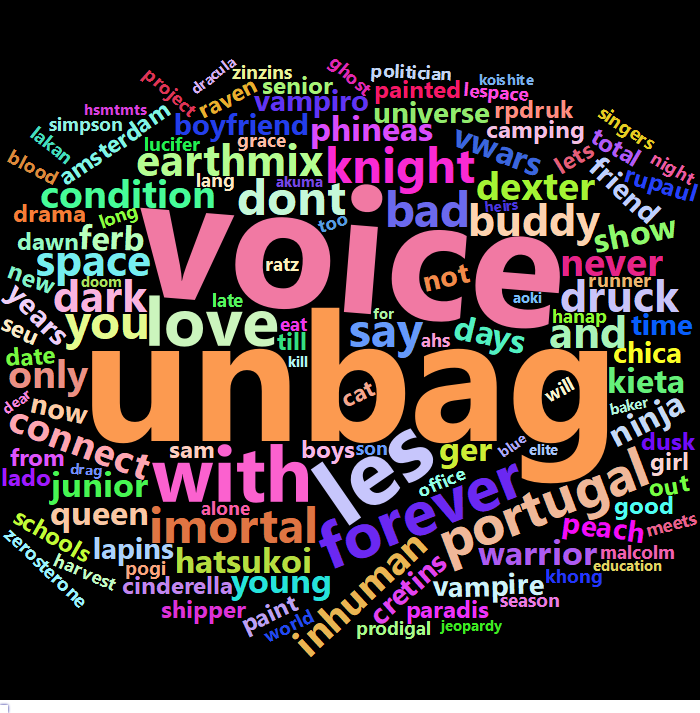 dracula
zinzins
ghost
politician
koishite
project
raven
senior
painted
lespace
hsmtmts
vampiro
universe
rpdruk
singers
simpson
amsterdam
boyfriend
phineas
camping
total
night
lakan
lucifer
grace
vwars
lets
rupaul
blood
earthmix
knight
friend
condition
lang
akuma
dont
dexter
drama
long
too
bad
heirs
buddy
show
dawn
ferb
voice
never
new
space
doom
ratz
not
runner
years
dark
late
love
aoki
druck
seu
you
eat
for
hanap
time
till
say
ahs
days
and
chica
date
kill
only
unbag
cat
will
kieta
dear
now
baker
ninja
connect
sam
boys
son
les
ger
blue
elite
dusk
from
drag
with
office
girl
lado
junior
forever
portugal
out
good
queen
alone
imortal
peach
meets
schools
lapins
pogi
hatsukoi
inhuman
warrior
malcolm
zerosterone
harvest
cinderella
young
cretins
vampire
khong
education
shipper
paint
world
paradis
season
prodigal
jeopardy